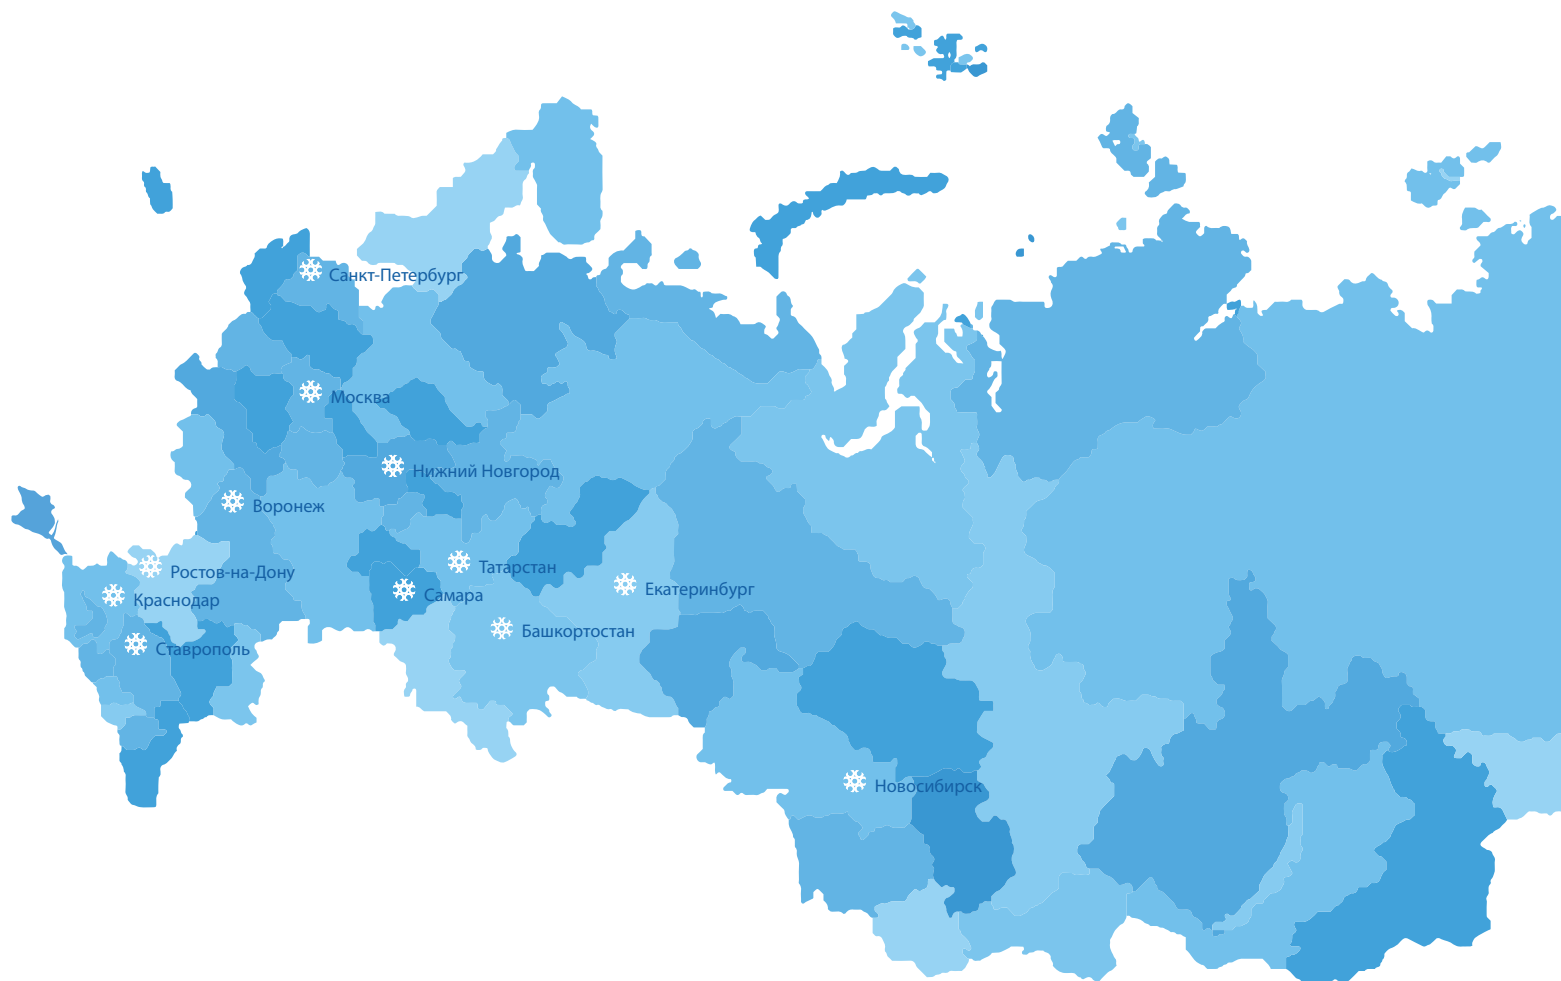 Санкт-Петербург
Москва
Нижний Новгород
Воронеж
Татарстан
Ростов-на-Дону
Екатеринбург
Самара
Краснодар
Башкортостан
Ставрополь
Новосибирск